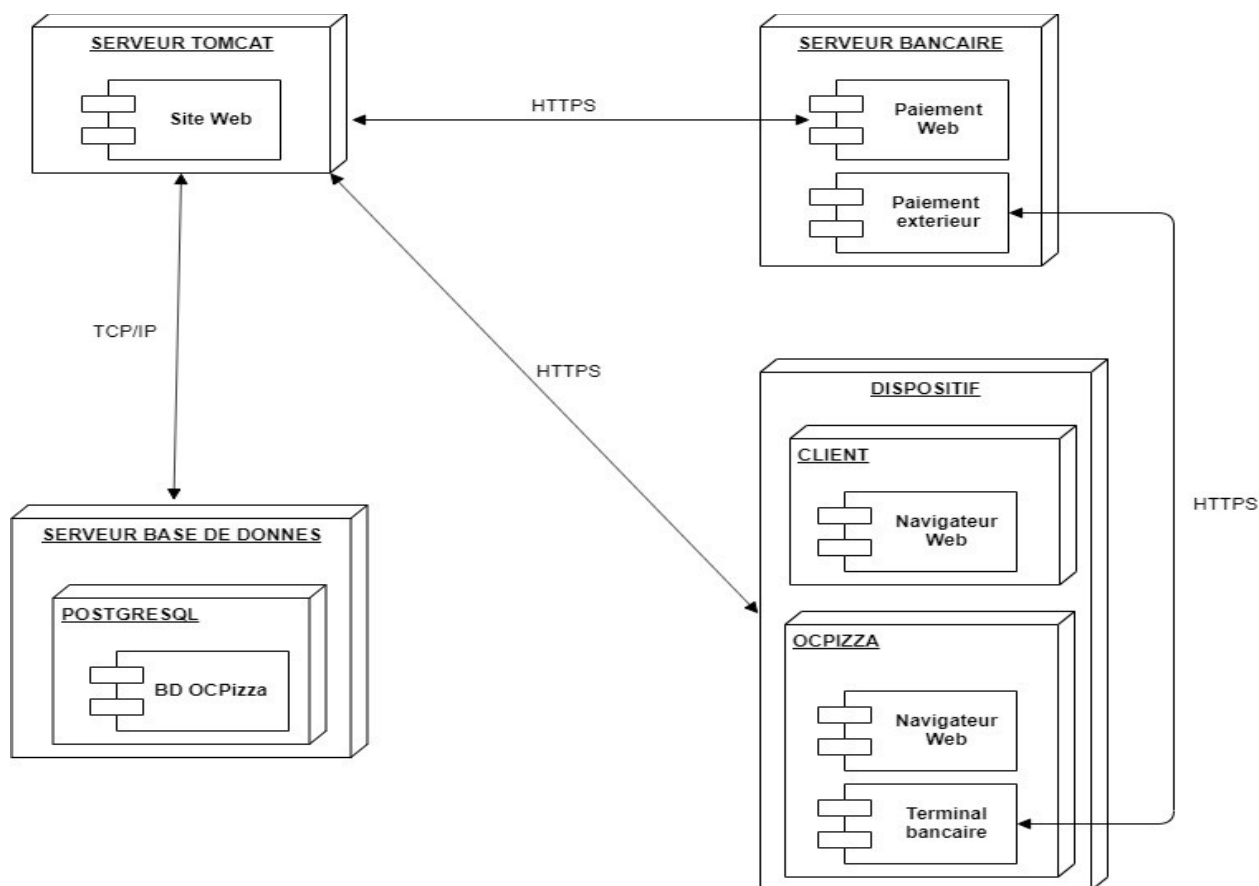 SERVEUR TOMCAT
Site Web
HTTPS
SERVEUR BANCAIRE
Paiement
Web
Paiement
exterieur
TCP/IP
HTTPS
DISPOSITIF
CLIENT
Navigateur
Web
HTTPS
SERVEUR BASE DE DONNES
POSTGRESQL
BD OCPizza
OCPIZZA
Navigateur
Web
Terminal
bancaire